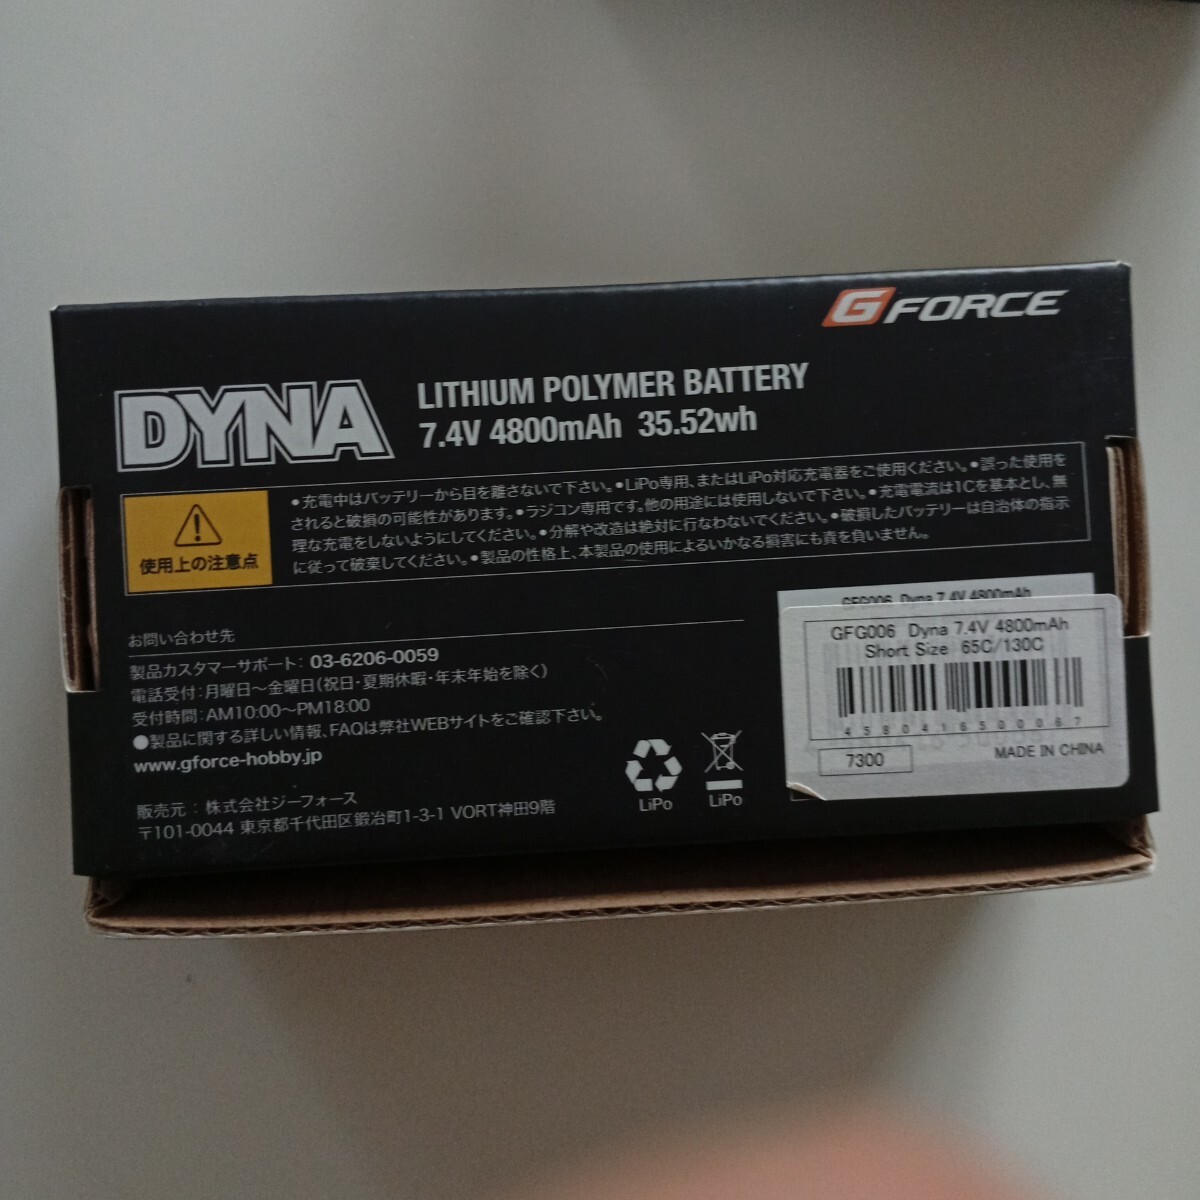 G FORCE
DYNA
LITHIUM POLYMER BATTERY
7.4V 4800mAh 35.52wh
使用上の注意点
●充電中はバッテリーから目を離さないで下さい。●LiPo専用、またはLiPo対応充電器をご使用ください。●誤った使用を
されると破損の可能性があります。●ラジコン専用です。他の用途には使用しないで下さい。●充電電流は1Cを基本とし、無
理な充電をしないようにしてください。●分解や改造は絶対に行なわないでください。●破損したバッテリーは自治体の指示
に従って破棄してください。●製品の性格上、本製品の使用によるいかなる損害にも責を負いません。
お問い合わせ先
製品カスタマーサポート: 03-6206-0059
電話受付:月曜日〜金曜日(祝日・夏期休暇・年末年始を除く)
受付時間:AM10:00〜PM18:00
●製品に関する詳しい情報、FAQは弊社WEBサイトをご確認下さい。
www.gforce-hobby.jp
販売元 : 株式会社ジーフォース
〒101-0044 東京都千代田区鍛冶町1-3-1 VORT神田9階
LiPo
LiPo
GFG006 Dyna 7.4V 4800mAh
GFG006 Dyna 7.4V 4800mAh
Short Size 65C/130C
4580416500067
7300
MADE IN CHINA